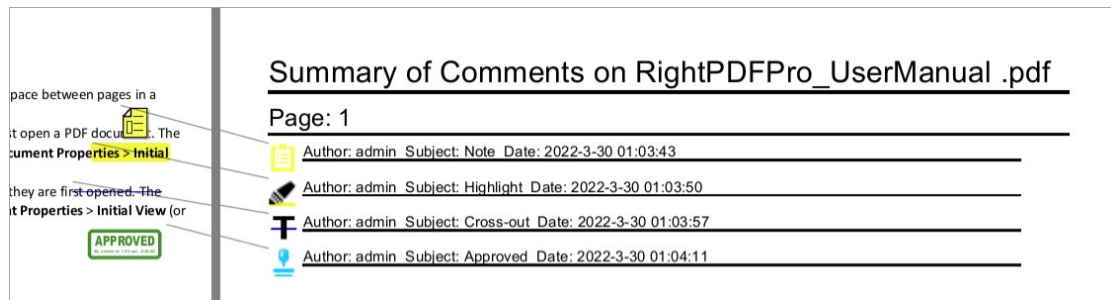 pace between pages in a
t open a PDF document. The
cument Properties > Initial
they are first opened. The
t Properties > Initial View (or
APPROVED
Summary of Comments on RightPDFPro_UserManual .pdf
Page: 1
Author: admin Subject: Note Date: 2022-3-30 01:03:43
Author: admin Subject: Highlight Date: 2022-3-30 01:03:50
Author: admin Subject: Cross-out Date: 2022-3-30 01:03:57
Author: admin Subject: Approved Date: 2022-3-30 01:04:11